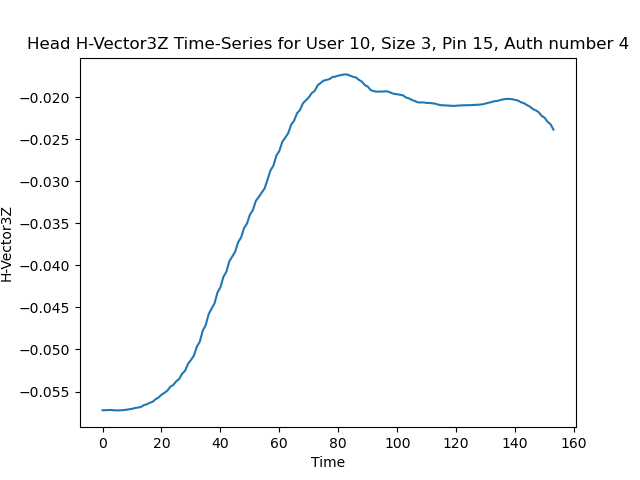 Head H-Vector3Z Time-Series for User 10, Size 3, Pin 15, Auth number 4
H-Vector3Z
−0.020
−0.025
−0.030
−0.035
−0.040
−0.045
−0.050
−0.055
0 20 40 60 80 100 120 140 160
Time